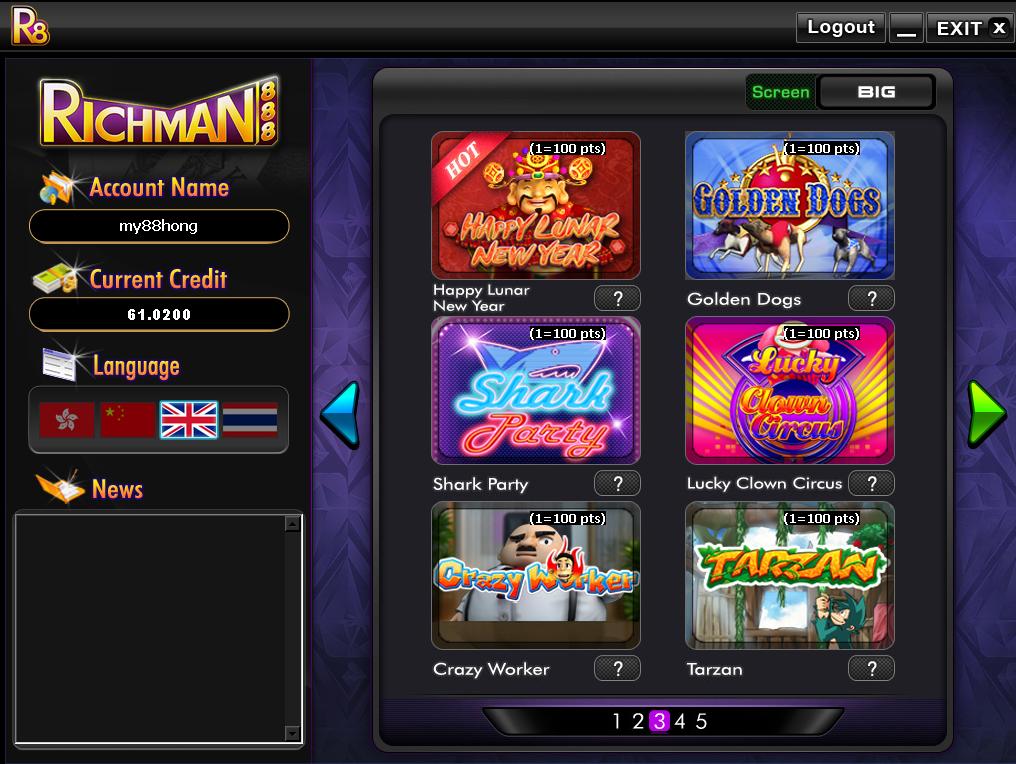 R8
Logout
EXIT X
RICHMAN 888
Account Name
my88hong
Current Credit
61.0200
Language
News
Screen
BIG
HOT
(1=100 pts)
HAPPY LUNAR
NEW YEAR
Happy Lunar
New Year
?
(1=100 pts)
GOLDEN DOGS
Golden Dogs
?
(1=100 pts)
Shark
Party
Shark Party
?
(1=100 pts)
Lucky
Clown
Circus
Lucky Clown Circus
?
(1=100 pts)
Crazy Worker
Crazy Worker
?
(1=100 pts)
TARZAN
Tarzan
?
1 2 3 4 5